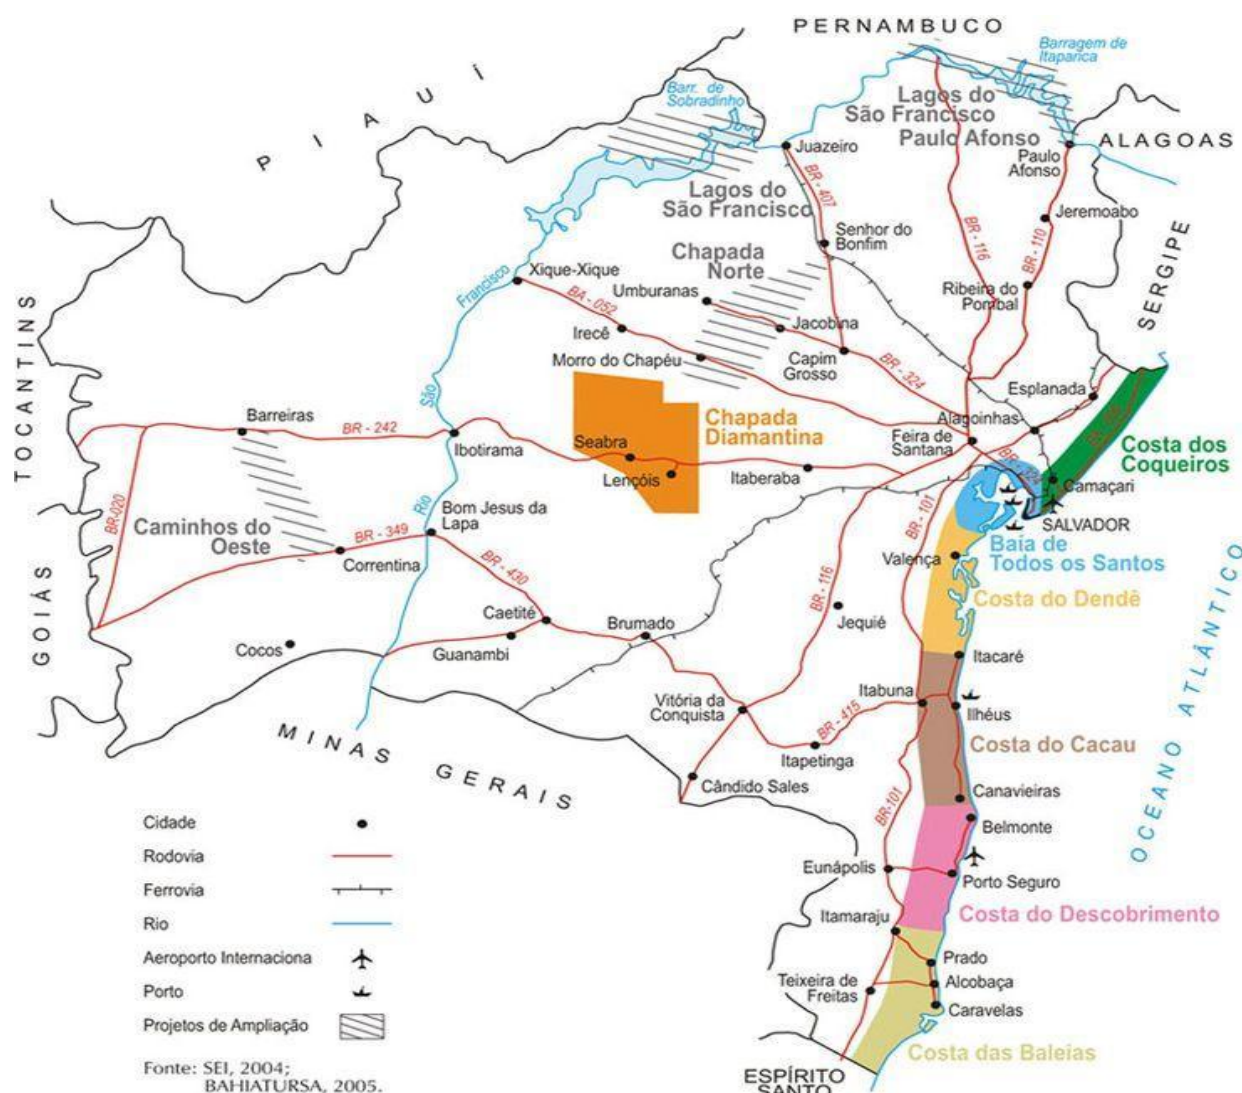 PERNAMBUCO
Barragem de
Itaparica
PIAUÍ
Barr. de
Sobradinho
Lagos do
São Francisco
Paulo Afonso
ALAGOAS
Juazeiro
Paulo
Afonso
Lagos do
São Francisco
BR - 407
BR - 116
BR - 110
Jeremoabo
Senhor do
Bonfim
SERGIPE
Chapada
Norte
Xique-Xique
Francisco
Umburanas
Ribeira do
Pombal
BA - 052
TOCANTINS
Irecê
Jacobina
Morro do Chapéu
Capim
Grosso
BR - 324
Esplanada
São
Barreiras
Chapada
Diamantina
Alagoinhas
BR - 242
Seabra
Feira de
Santana
Costa dos
Coqueiros
Ibotirama
Lençóis
Itaberaba
Camaçari
BR-020
Rio
Bom Jesus da
Lapa
BR - 101
SALVADOR
Caminhos do
Oeste
BR - 349
Baía de
Todos os Santos
Correntina
Valença
GOIÁS
BR - 430
BR - 116
Costa do Dendê
Caetité
Brumado
Jequié
Cocos
Guanambi
Itacaré
OCEANO ATLÂNTICO
Itabuna
Vitória da
Conquista
BR - 415
Ilhéus
MINAS GERAIS
Itapetinga
Costa do Cacau
Cândido Sales
Canavieiras
BR-101
Belmonte
Eunápolis
Porto Seguro
Itamaraju
Costa do Descobrimento
Prado
Teixeira de
Freitas
Alcobaça
Caravelas
Costa das Baleias
ESPÍRITO
SANTO
Cidade
Rodovia
Ferrovia
Rio
Aeroporto Internaciona
Porto
Projetos de Ampliação
Fonte: SEI, 2004;
BAHIATURSA, 2005.